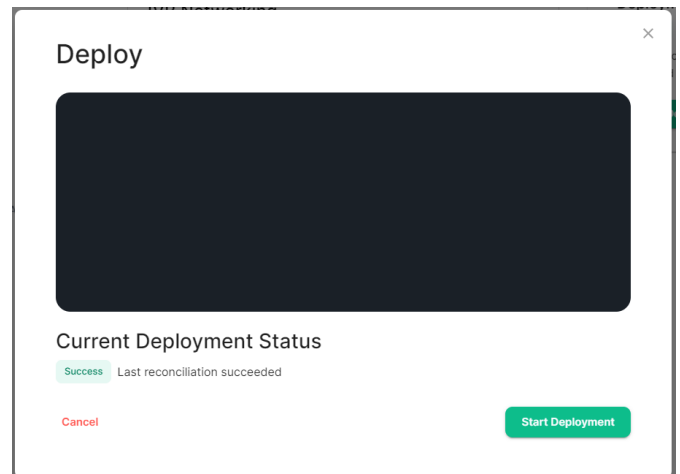 Deploy
Current Deployment Status
Success Last reconciliation succeeded
Cancel
Start Deployment